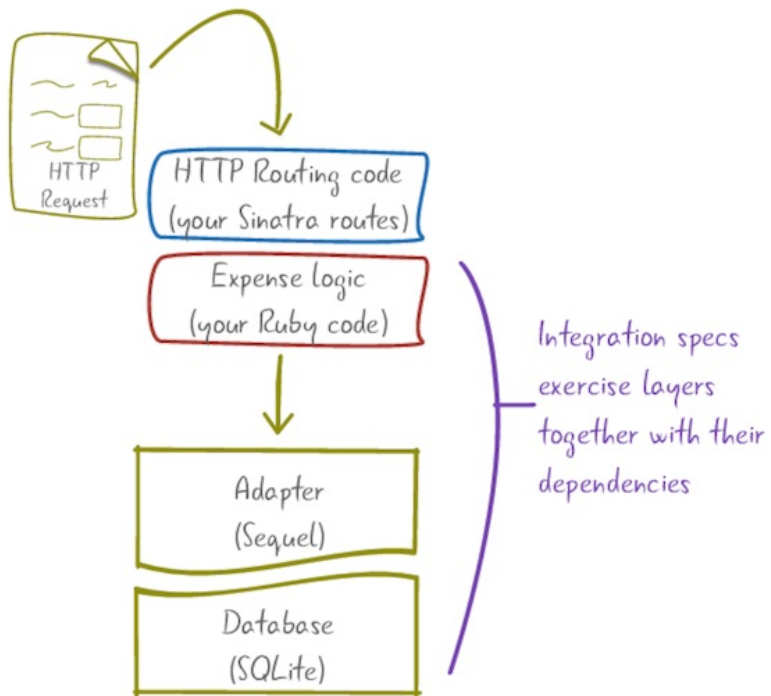 HTTP
Request
HTTP Routing code
(your Sinatra routes)
Expense logic
(your Ruby code)
Integration specs
exercise layers
together with their
dependencies
Adapter
(Sequel)
Database
(SQLite)